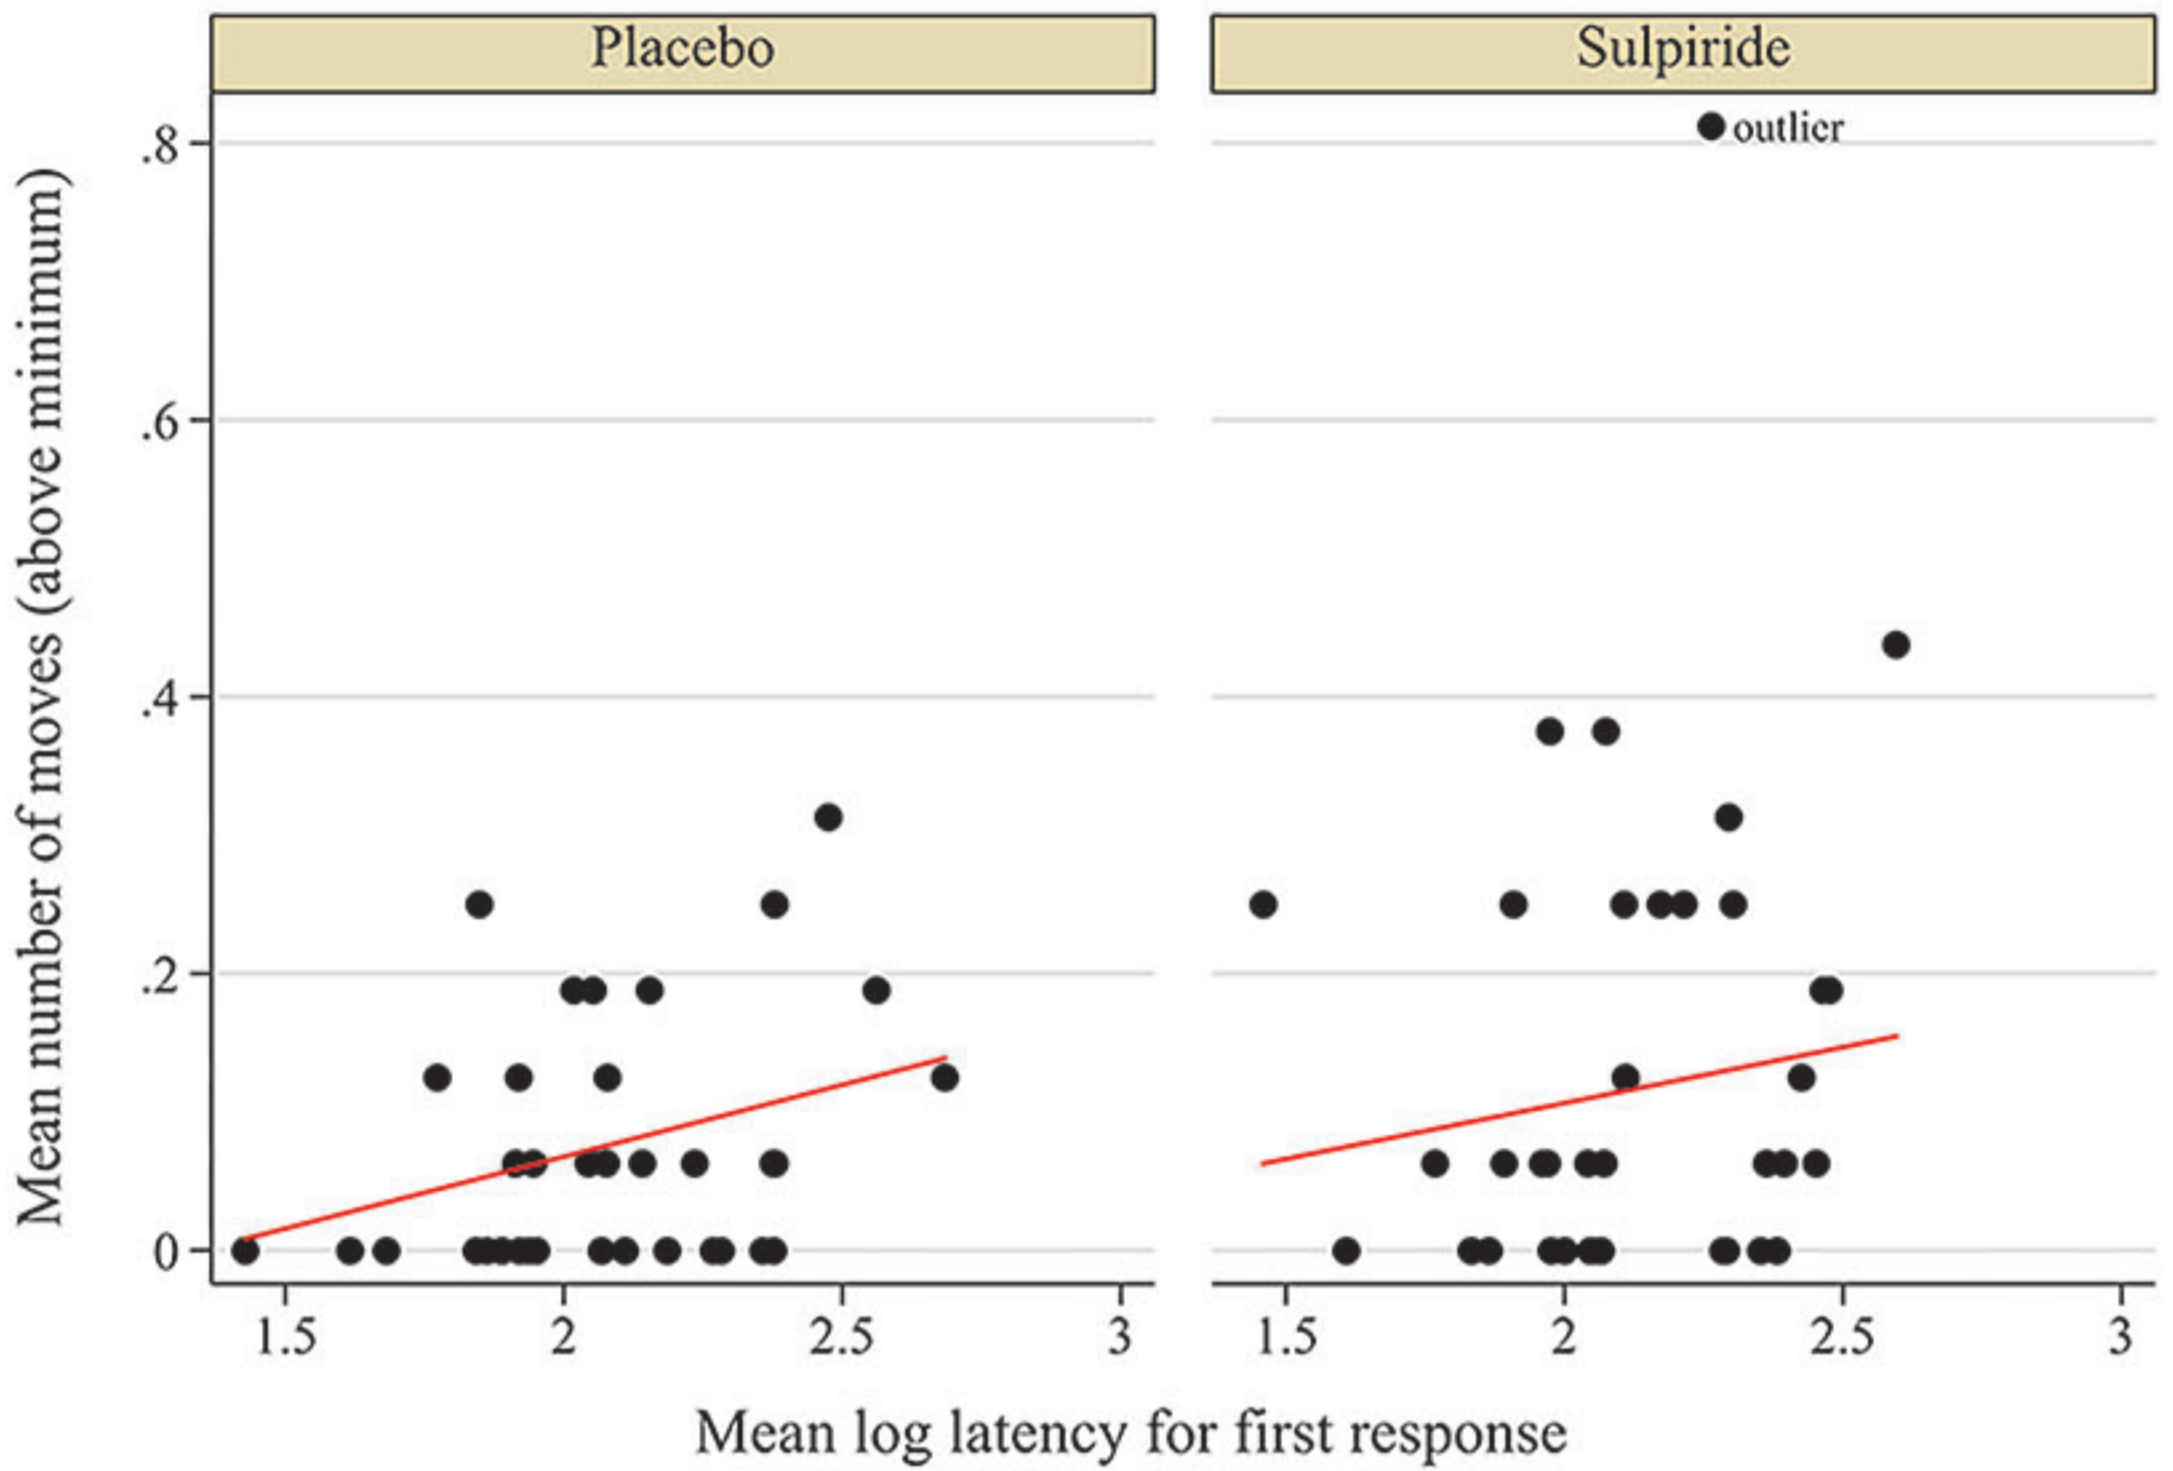 Placebo
Sulpiride
outlier
.8
.6
.4
.2
0
1.5 2 2.5 3
1.5 2 2.5 3
Mean number of moves (above minimum)
Mean log latency for first response